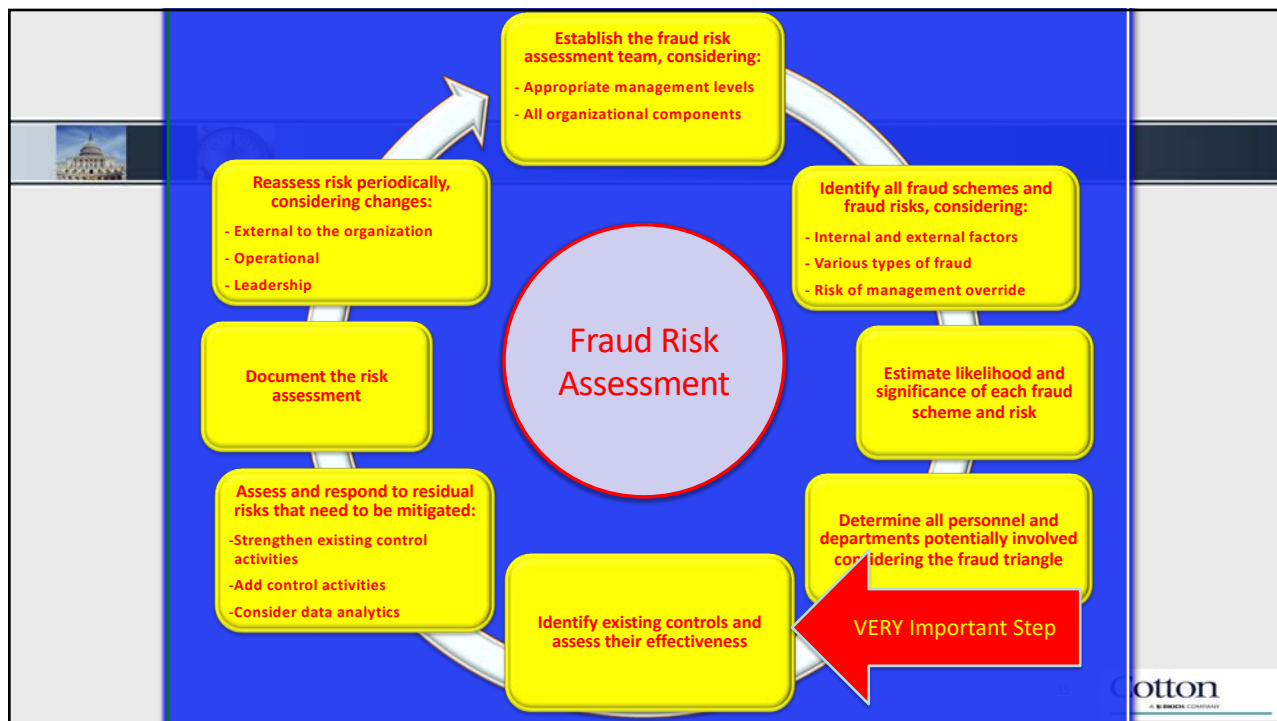 Establish the fraud risk
assessment team, considering:
- Appropriate management levels
- All organizational components
Identify all fraud schemes and
fraud risks, considering:
- Internal and external factors
- Various types of fraud
- Risk of management override
Estimate likelihood and
significance of each fraud
scheme and risk
Determine all personnel and
departments potentially involved
considering the fraud triangle
VERY Important Step
Identify existing controls and
assess their effectiveness
Assess and respond to residual
risks that need to be mitigated:
-Strengthen existing control
activities
-Add control activities
-Consider data analytics
Document the risk
assessment
Reassess risk periodically,
considering changes:
- External to the organization
- Operational
- Leadership
Fraud Risk
Assessment
Cotton
A SIKICH COMPANY